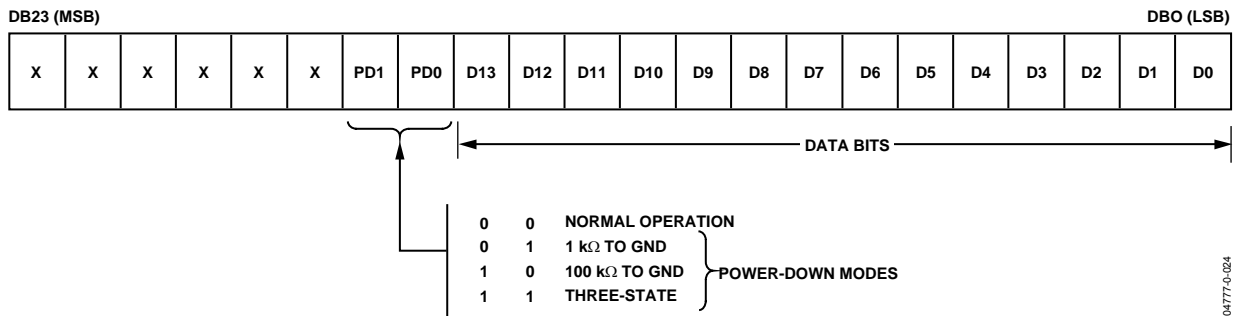 DB23 (MSB) DBO (LSB)
X X X X X X PD1 PD0 D13 D12 D11 D10 D9 D8 D7 D6 D5 D4 D3 D2 D1 D0
DATA BITS
0 0 NORMAL OPERATION
0 1 1 kΩ TO GND
1 0 100 kΩ TO GND
POWER-DOWN MODES
1 1 THREE-STATE
04777-0-024